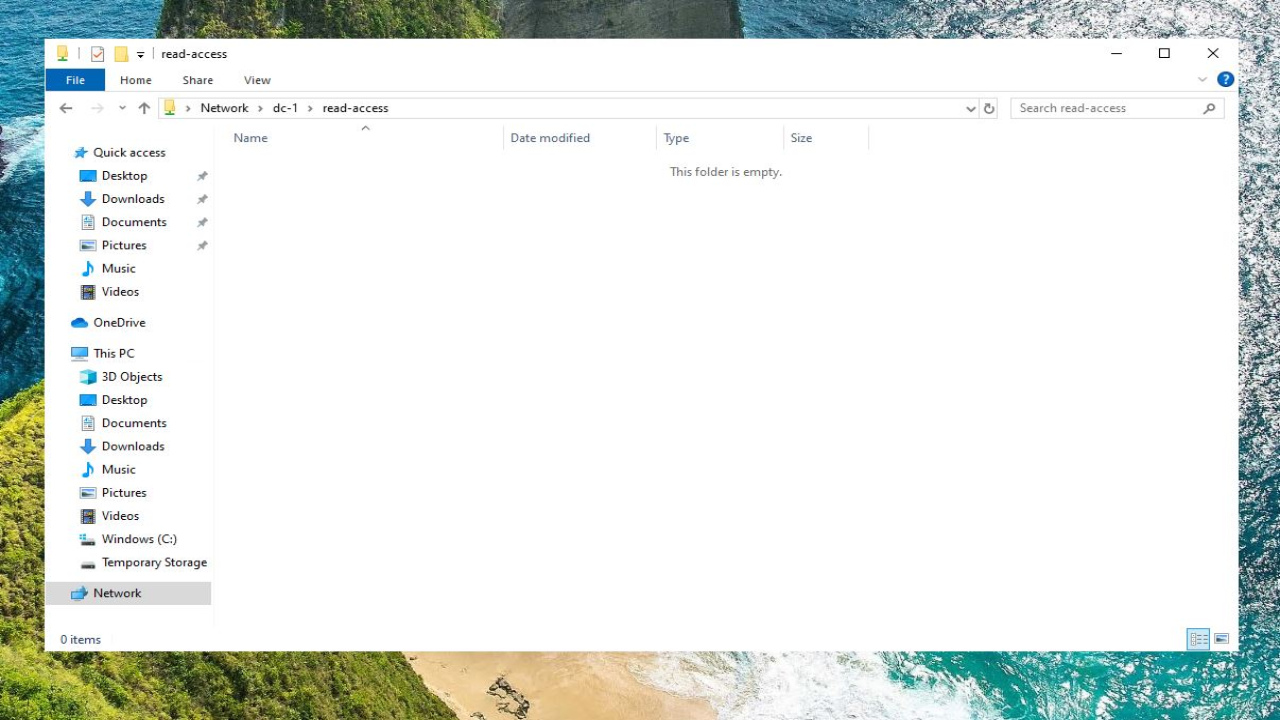 read-access
File Home Share View
Network dc-1 read-access Search read-access
Name Date modified Type Size
This folder is empty.
Quick access
Desktop
Downloads
Documents
Pictures
Music
Videos
OneDrive
This PC
3D Objects
Desktop
Documents
Downloads
Music
Pictures
Videos
Windows (C:)
Temporary Storage
Network
0 items